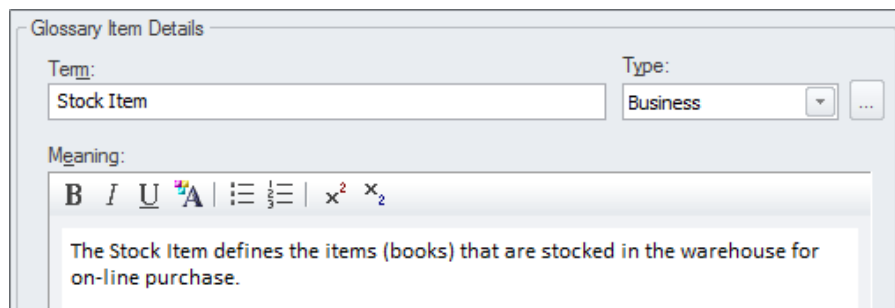 Glossary Item Details
Term: Type:
Stock Item Business ...
Meaning:
B I U A x² x₂
The Stock Item defines the items (books) that are stocked in the warehouse for
on-line purchase.